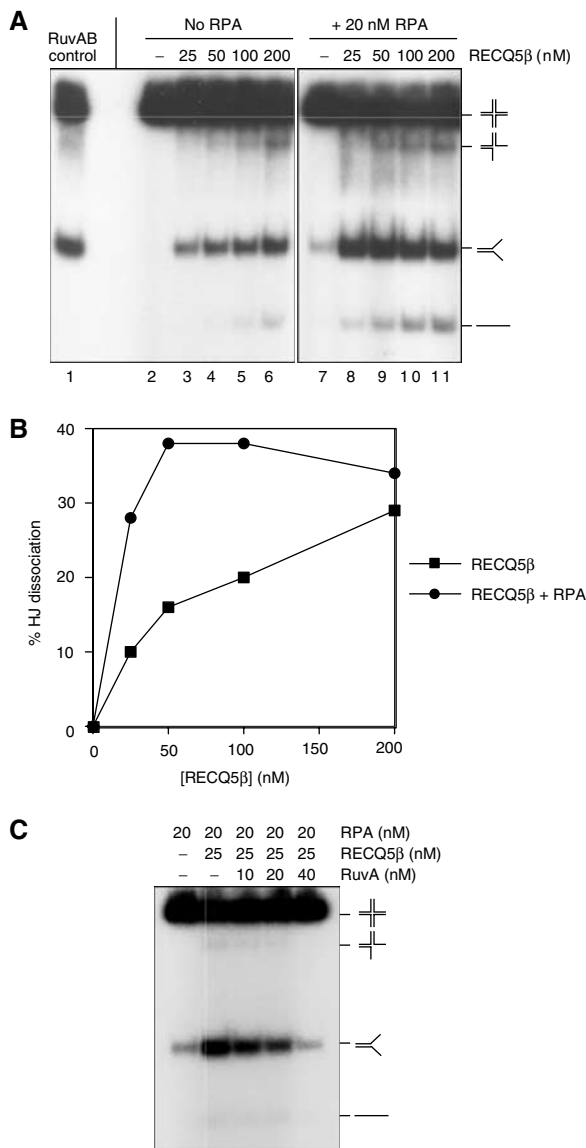 A
RuvAB control
No RPA
+ 20 nM RPA
– 25 50 100 200 – 25 50 100 200 RECQ5β (nM)
1 2 3 4 5 6 7 8 9 10 11
B
40
30
20
10
0
% HJ dissociation
0 50 100 150 200
[RECQ5β] (nM)
RECQ5β
RECQ5β + RPA
C
20 20 20 20 20 RPA (nM)
– 25 25 25 25 RECQ5β (nM)
– – 10 20 40 RuvA (nM)